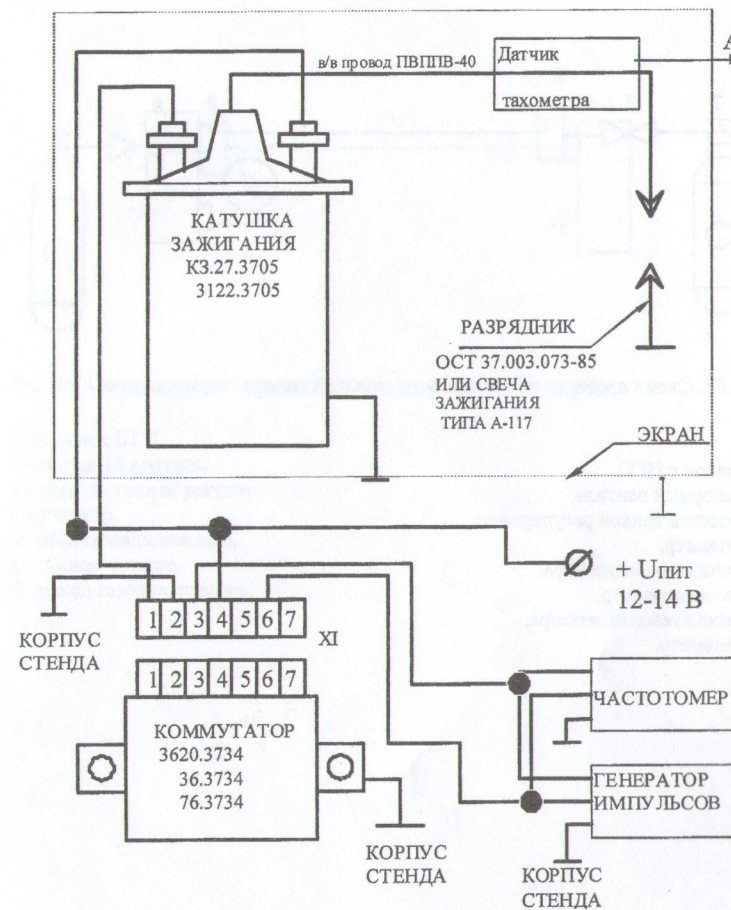 в/в провод ПВППВ-40
Датчик
тахометра
А
КАТУШКА
ЗАЖИГАНИЯ
КЗ.27.3705
3122.3705
РАЗРЯДНИК
ОСТ 37.003.073-85
ИЛИ СВЕЧА
ЗАЖИГАНИЯ
ТИПА А-117
ЭКРАН
+ Uпит
12-14 В
1 2 3 4 5 6 7
XI
КОРПУС
СТЕНДА
1 2 3 4 5 6 7
КОММУТАТОР
3620.3734
36.3734
76.3734
ЧАСТОТОМЕР
ГЕНЕРАТОР
ИМПУЛЬСОВ
КОРПУС
СТЕНДА
КОРПУС
СТЕНДА